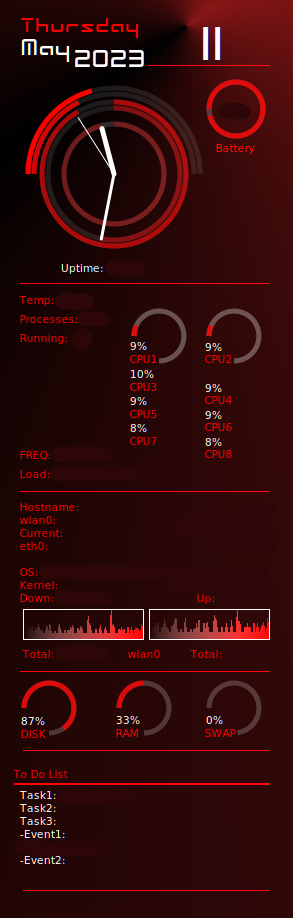 Thursday
May 2023 11
Battery
Uptime:
Temp:
Processes:
Running:
9% 9%
CPU1 CPU2
10%
CPU3 9%
9% CPU4
CPU5 9%
8% CPU6
CPU7 8%
FREQ: CPU8
Load:
Hostname:
wlan0:
Current:
eth0:
OS:
Kernel:
Down: Up:
Total: wlan0 Total:
87% 33% 0%
DISK RAM SWAP
To Do List
Task1:
Task2:
Task3:
-Event1:
-Event2: